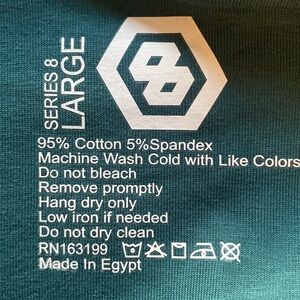 SERIES 8
LARGE
8
95% Cotton 5%Spandex
Machine Wash Cold with Like Colors
Do not bleach
Remove promptly
Hang dry only
Low iron if needed
Do not dry clean
RN163199
Made In Egypt